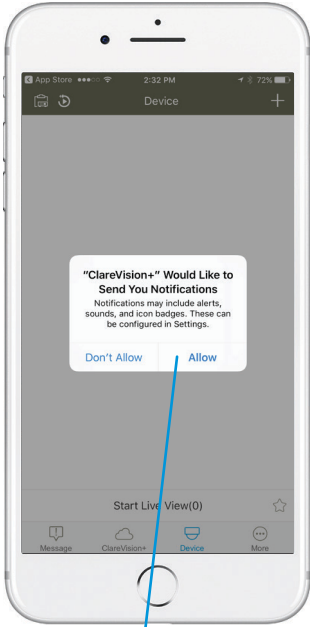 App Store 2:32 PM 72%
Device
"ClareVision+" Would Like to
Send You Notifications
Notifications may include alerts,
sounds, and icon badges. These can
be configured in Settings.
Don't Allow Allow
Start Live View(0)
Message ClareVision+ Device More